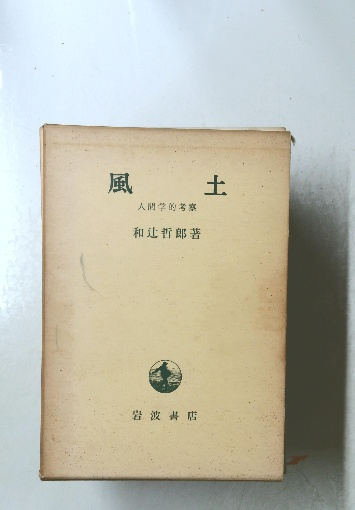 風土
人間学的考察
和辻哲郎著
岩波書店